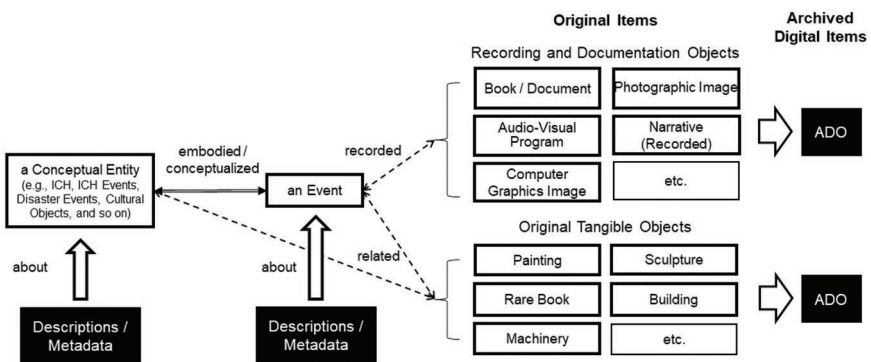 Original Items
Archived
Digital Items
Recording and Documentation Objects
Book / Document
Photographic Image
Audio-Visual
Program
Narrative
(Recorded)
Computer
Graphics Image
etc.
ADO
embodied /
conceptualized
recorded
a Conceptual Entity
(e.g., ICH, ICH Events,
Disaster Events, Cultural
Objects, and so on)
an Event
about
about
related
Descriptions /
Metadata
Descriptions /
Metadata
Original Tangible Objects
Painting
Sculpture
Rare Book
Building
Machinery
etc.
ADO